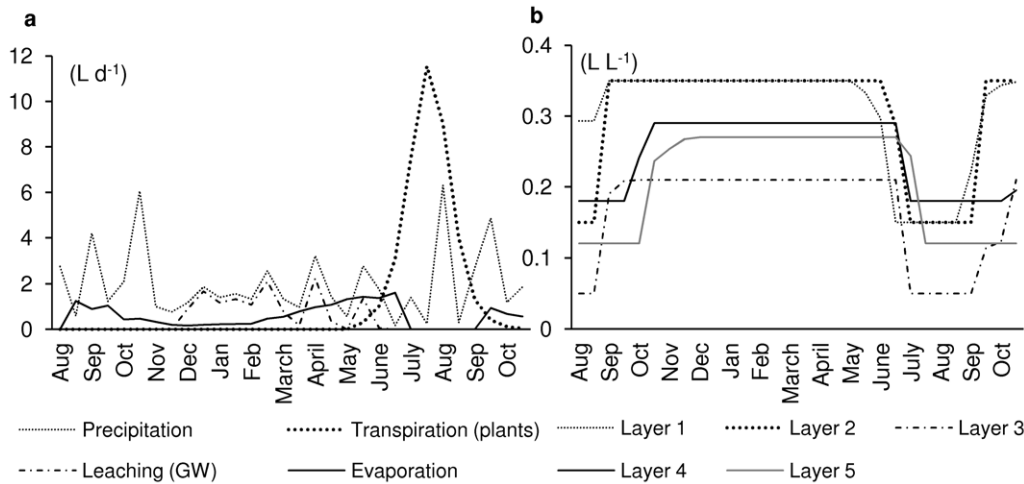 a
(L d-1)
12
10
8
6
4
2
0
Aug Sep Oct Nov Dec Jan Feb March April May June July Aug Sep Oct
b
(L L-1)
0.4
0.3
0.2
0.1
0
Aug Sep Oct Nov Dec Jan Feb March April May June July Aug Sep Oct
Precipitation Transpiration (plants) Layer 1 Layer 2 Layer 3
Leaching (GW) Evaporation Layer 4 Layer 5